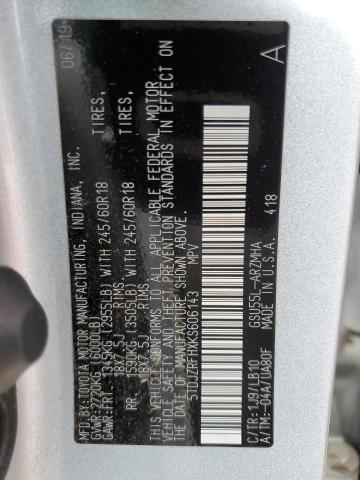 06/19
MFD. BY: TOYOTA MOTOR MANUFACTURING, INDIANA, INC.
GVWR: 2720KG (6000LB)
GAWR: FRT. 1345KG (2955LB) WITH 245/60R18 TIRES,
18x7.5J RIMS
RR. 1590KG (3505LB) WITH 245/60R18 TIRES,
18x7.5J RIMS
THIS VEHICLE CONFORMS TO ALL APPLICABLE FEDERAL MOTOR
VEHICLE SAFETY AND THEFT PREVENTION STANDARDS IN EFFECT ON
THE DATE OF MANUFACTURE SHOWN ABOVE.
5TDJZRFHXKS606143 MPV
A
C/TR: 1J9/LB10 GSU55L-ARZMHA
A/TM: -04A/UA80F MADE IN U.S.A.
418